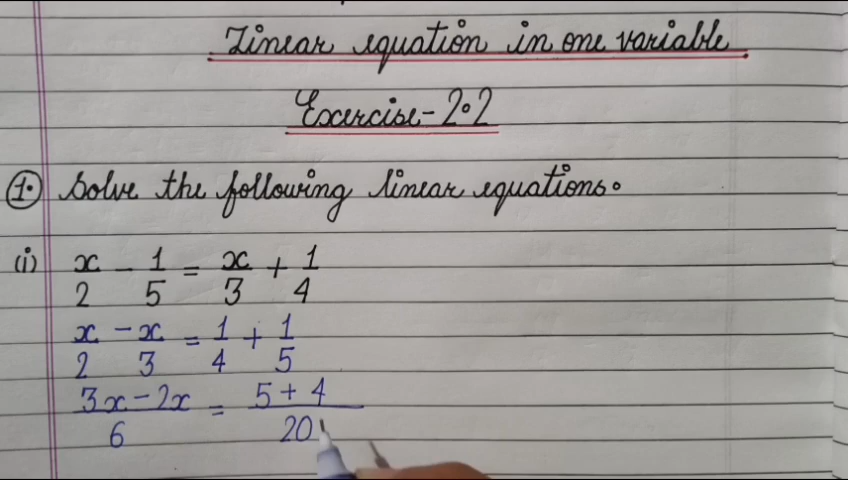 Linear equation in one variable
Exercise-2.2
1. Solve the following linear equations.
(i) x/2 - 1/5 = x/3 + 1/4
x/2 - x/3 = 1/4 + 1/5
3x - 2x/6 = 5 + 4/20